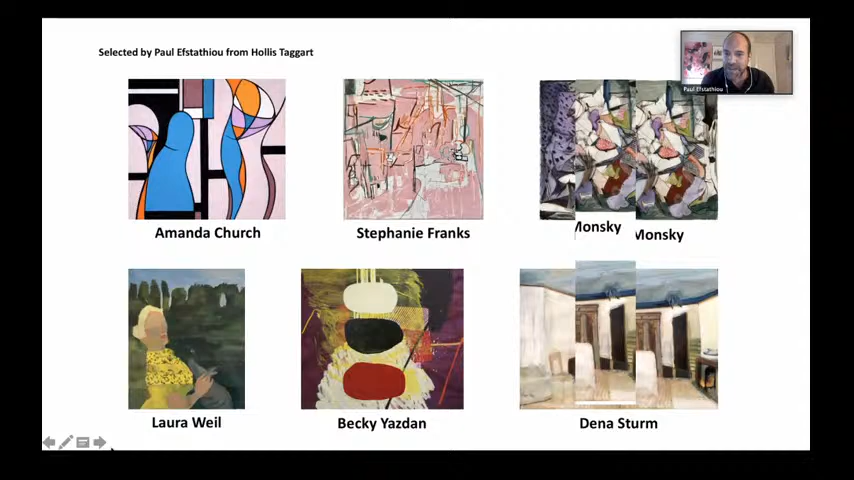 Selected by Paul Efstathiou from Hollis Taggart
Paul Efstathiou
Amanda Church
Stephanie Franks
Monsky
Monsky
Laura Weil
Becky Yazdan
Dena Sturm